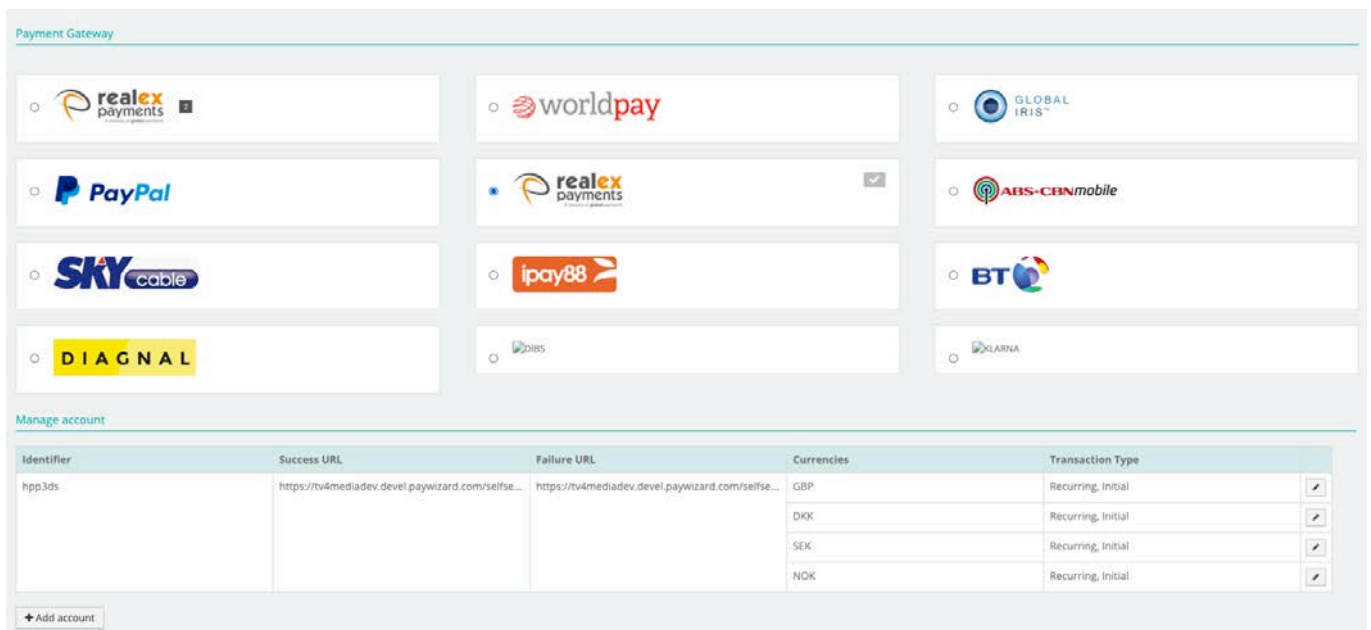 Payment Gateway
realex payments
worldpay
GLOBAL IRIS™
PayPal
realex payments
ABS-CBNmobile
SKYcable
ipay88
BT
DIAGNAL
DIBS
KLARNA
Manage account
Identifier Success URL Failure URL Currencies Transaction Type
hpp3ds https://tv4mediadev.devel.paywizard.com/selfse... https://tv4mediadev.devel.paywizard.com/selfse... GBP Recurring, Initial
DKK Recurring, Initial
SEK Recurring, Initial
NOK Recurring, Initial
+ Add account